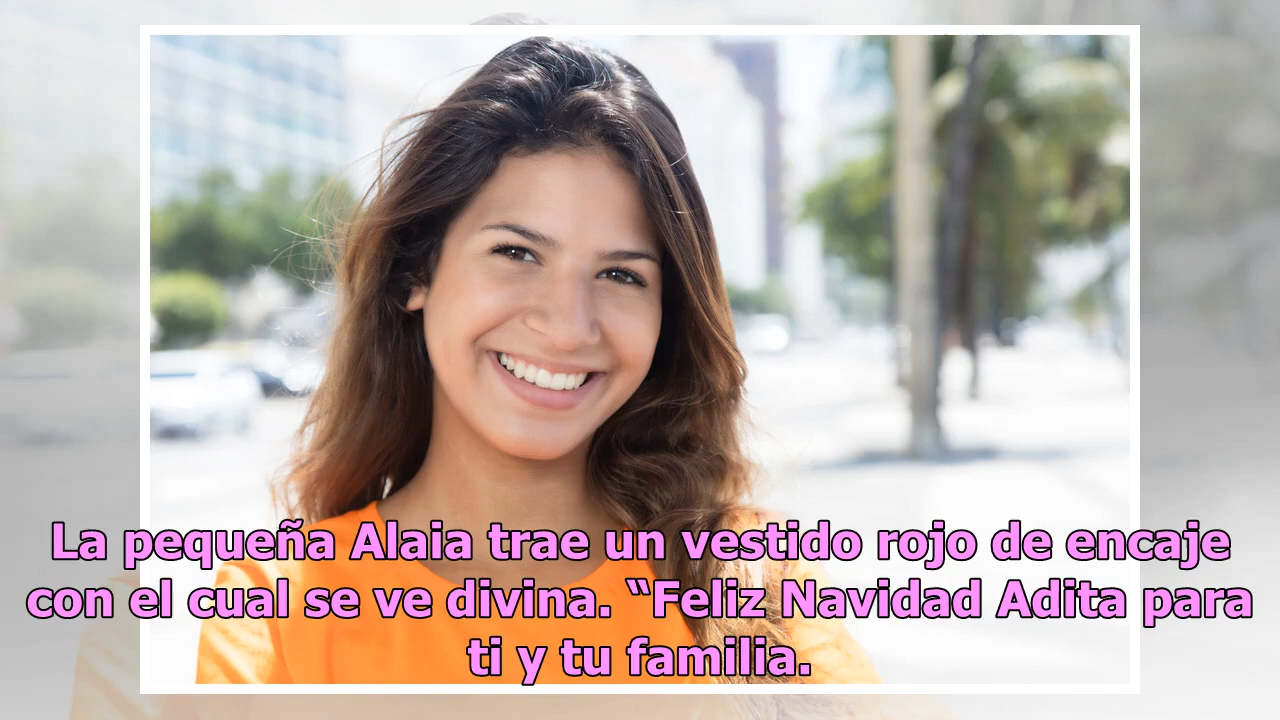 La pequeña Alaia trae un vestido rojo de encaje
con el cual se ve divina. “Feliz Navidad Adita para
ti y tu familia.